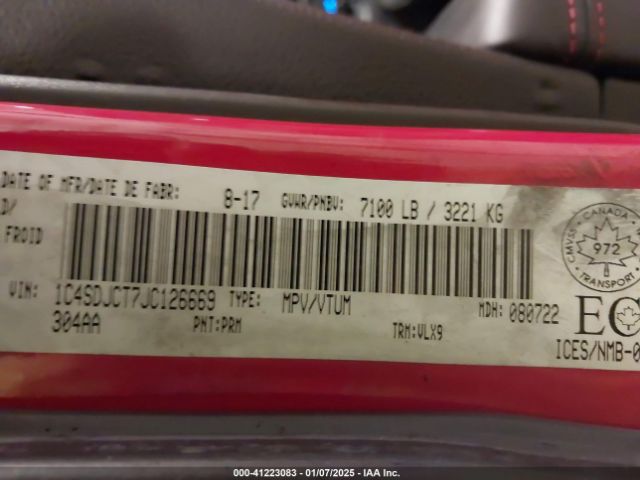 DATE OF MFR/DATE DE FABR: 8-17 GVWR/PNBV: 7100 LB / 3221 KG
D/
FROID
CMVSS · CANADA
972
TRANSPORT
VIN: 1C4SDJCT7JC126669 TYPE: MPV/VTUM MDH: 080722
304AA PNT:PRM TRM:VLX9
EC
ICES/NMB-0
000-41223083 - 01/07/2025 - IAA Inc.